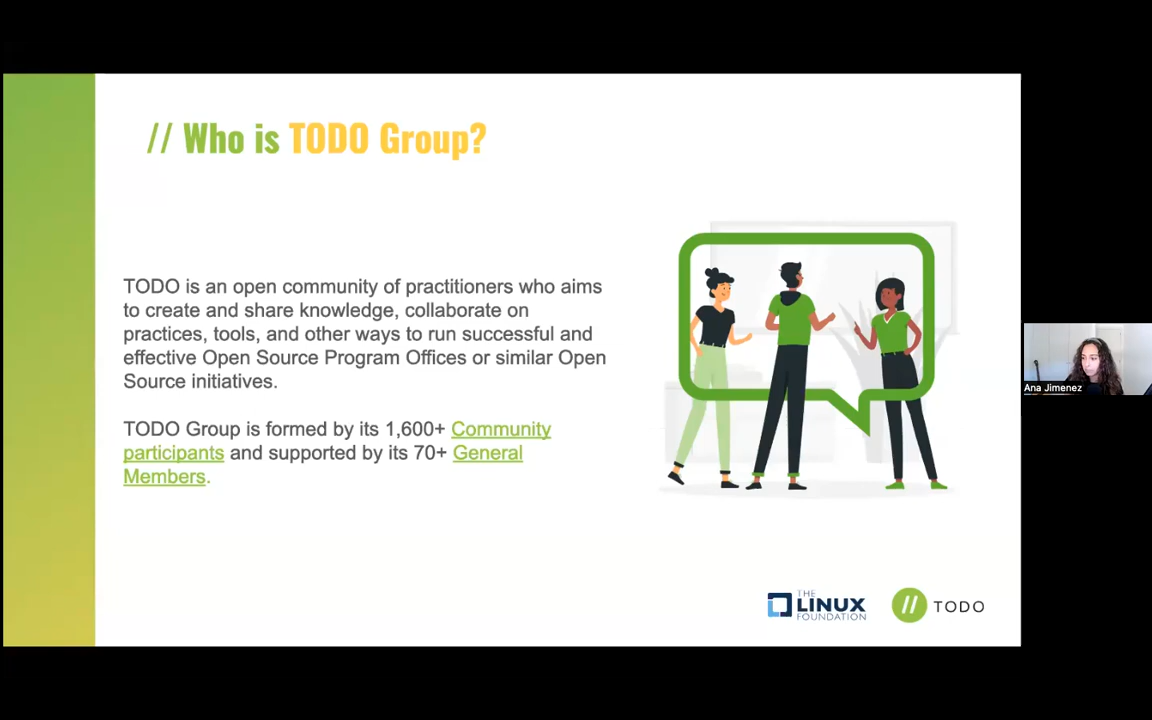 // Who is TODO Group?
TODO is an open community of practitioners who aims
to create and share knowledge, collaborate on
practices, tools, and other ways to run successful and
effective Open Source Program Offices or similar Open
Source initiatives.
TODO Group is formed by its 1,600+ Community
participants and supported by its 70+ General
Members.
Ana Jimenez
THE
LINUX
FOUNDATION
// TODO